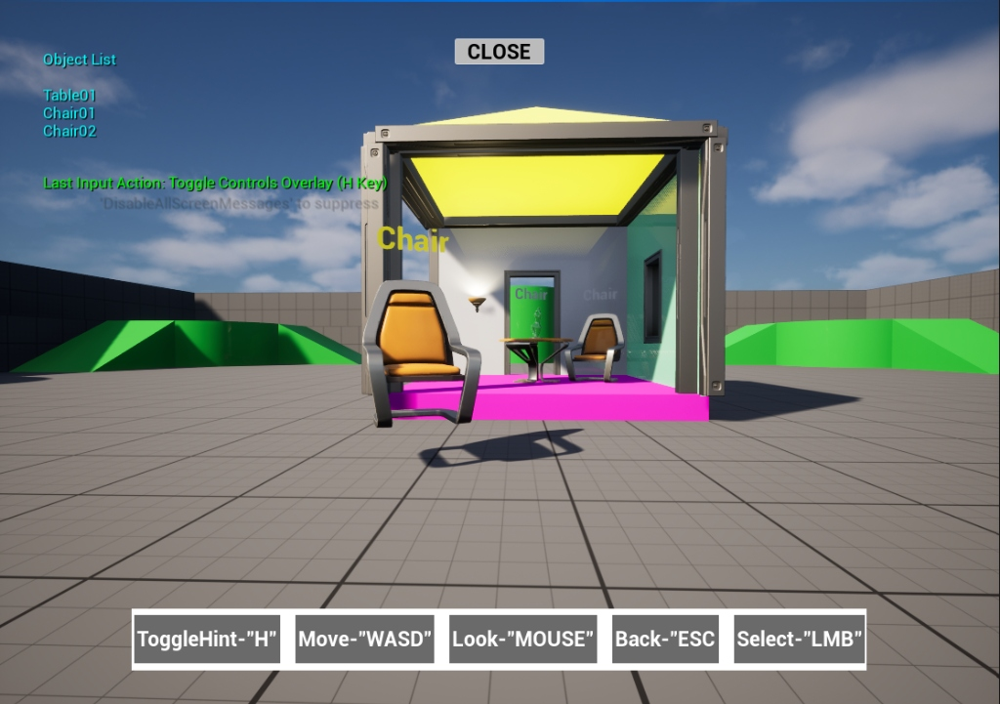 CLOSE
Object List
Table01
Chair01
Chair02
Last Input Action: Toggle Controls Overlay (H Key)
'DisableAllScreenMessages' to suppress
Chair
Chair
Chair
ToggleHint-"H"
Move-"WASD"
Look-"MOUSE"
Back-"ESC
Select-"LMB"